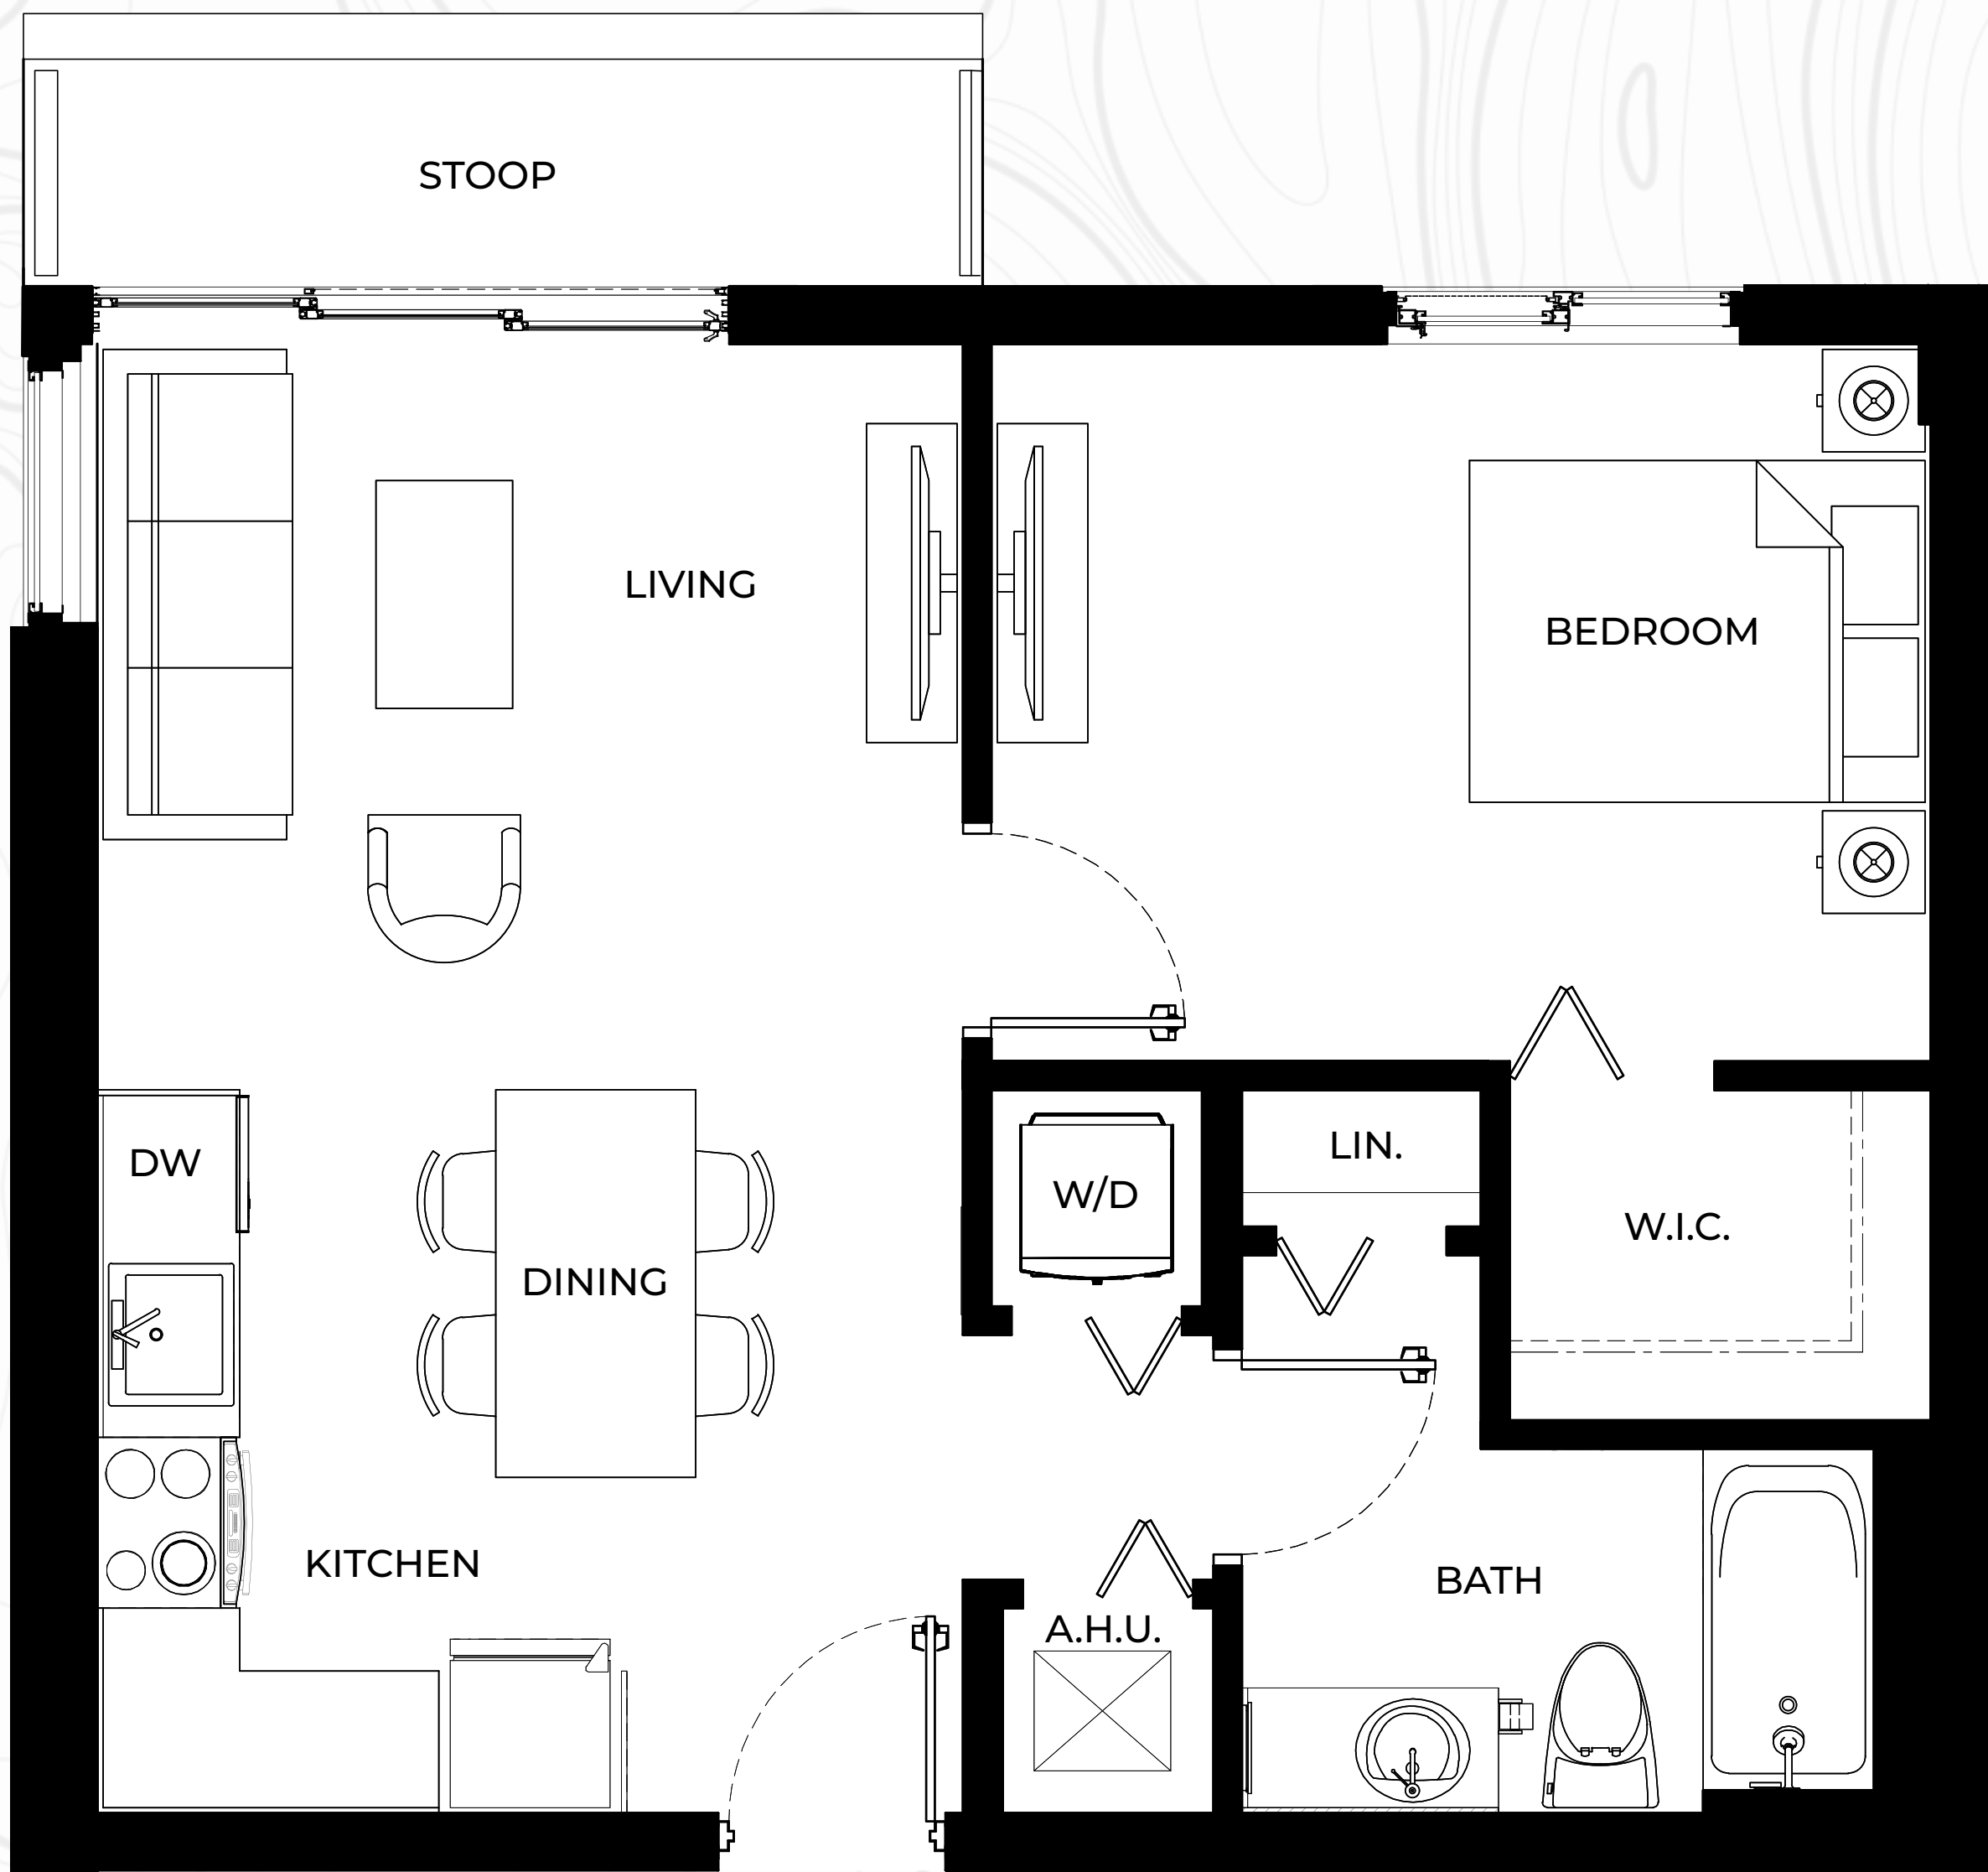 STOOP
LIVING
BEDROOM
DW
W/D
LIN.
W.I.C.
DINING
KITCHEN
A.H.U.
BATH